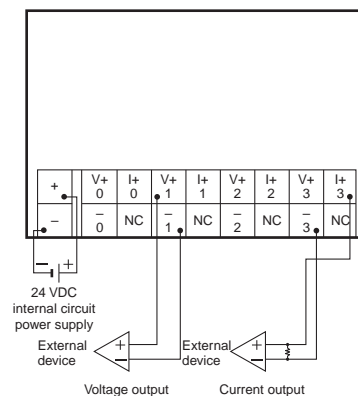 + V+ I+ V+ I+ V+ I+ V+ I+
0 0 1 1 2 2 3 3
– – NC – NC – NC – NC
0 1 2 3
– +
24 VDC
internal circuit
power supply
External
device
+
–
External
device
+
–
Voltage output
Current output